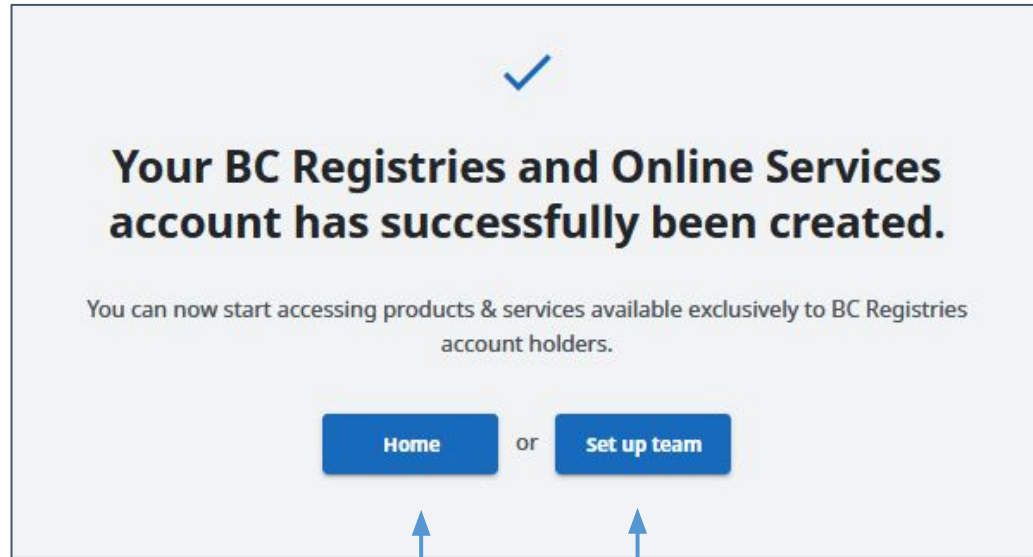 Your BC Registries and Online Services
account has successfully been created.
You can now start accessing products & services available exclusively to BC Registries
account holders.
Home or Set up team